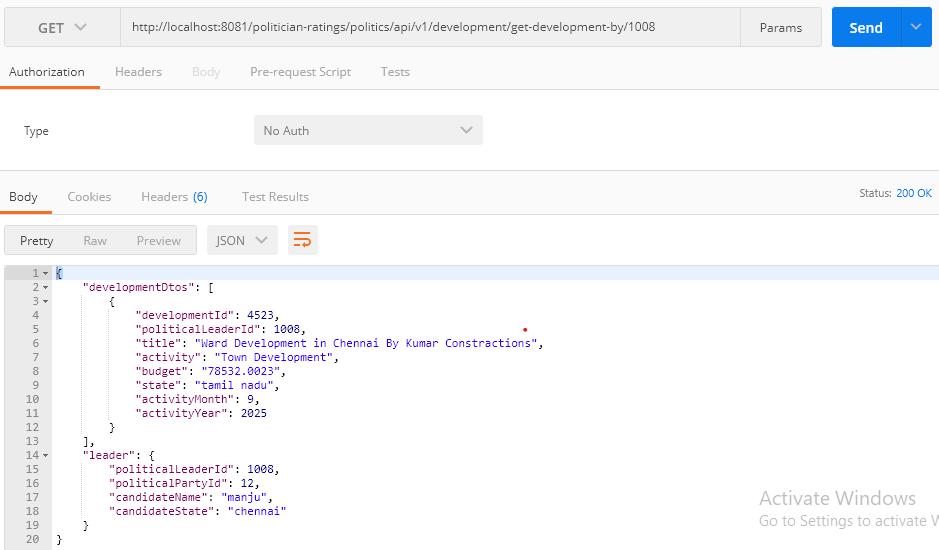 GET http://localhost:8081/politician-ratings/politics/api/v1/development/get-development-by/1008 Params Send
Authorization Headers Body Pre-request Script Tests
Type No Auth
Body Cookies Headers (6) Test Results Status: 200 OK
Pretty Raw Preview JSON
1 {
2 "developmentDtos": [
3 {
4 "developmentId": 4523,
5 "politicalLeaderId": 1008,
6 "title": "Ward Development in Chennai By Kumar Constractions",
7 "activity": "Town Development",
8 "budget": "78532.0023",
9 "state": "tamil nadu",
10 "activityMonth": 9,
11 "activityYear": 2025
12 }
13 ],
14 "leader": {
15 "politicalLeaderId": 1008,
16 "politicalPartyId": 12,
17 "candidateName": "manju",
18 "candidateState": "chennai"
19 }
20 }
Activate Windows
Go to Settings to activate W